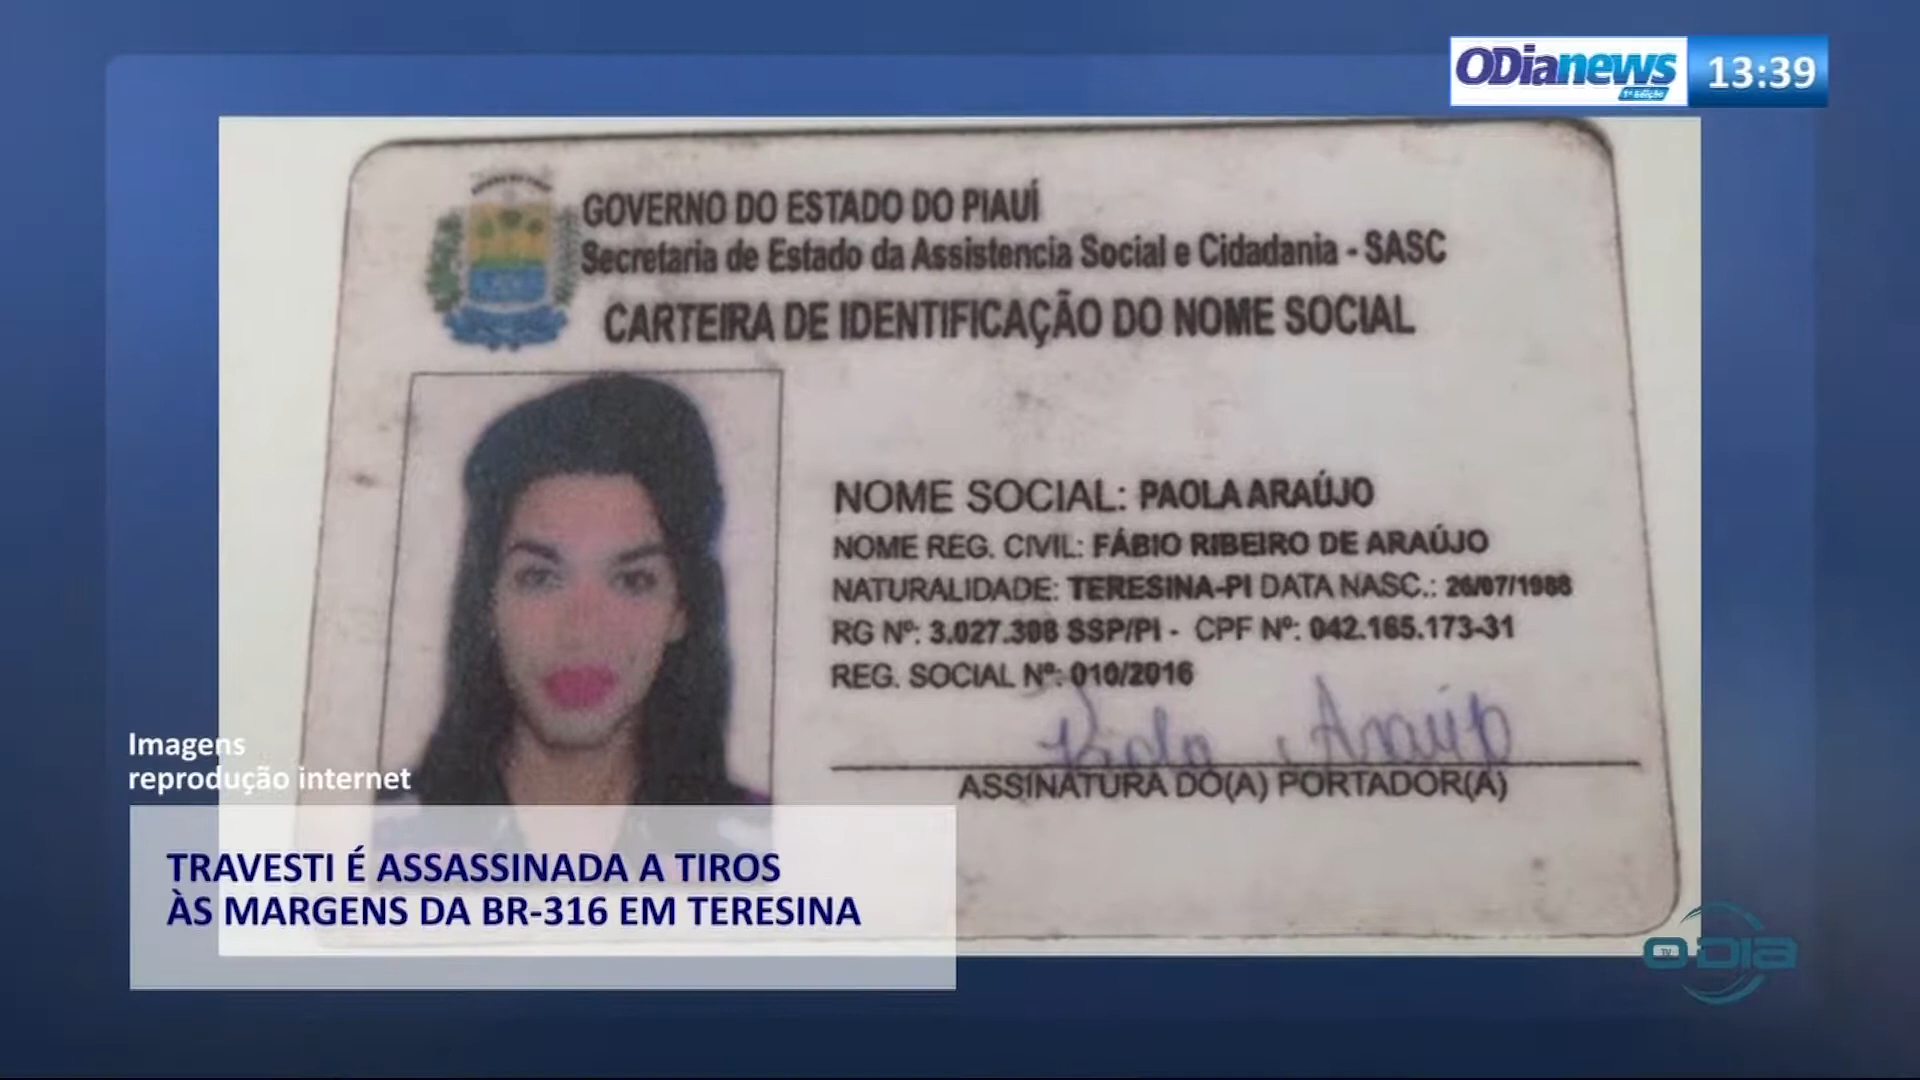 ODianews
1ª Edição
13:39
GOVERNO DO ESTADO DO PIAUÍ
Secretaria de Estado da Assistencia Social e Cidadania - SASC
CARTEIRA DE IDENTIFICAÇÃO DO NOME SOCIAL
NOME SOCIAL: PAOLA ARAÚJO
NOME REG. CIVIL: FÁBIO RIBEIRO DE ARAÚJO
NATURALIDADE: TERESINA-PI DATA NASC.: 26/07/1988
RG Nº: 3.027.308 SSP/PI - CPF Nº: 042.165.173-31
REG. SOCIAL Nº: 010/2016
Araújo
ASSINATURA DO(A) PORTADOR(A)
Imagens
reprodução internet
TRAVESTI É ASSASSINADA A TIROS
ÀS MARGENS DA BR-316 EM TERESINA
O DIA
TV